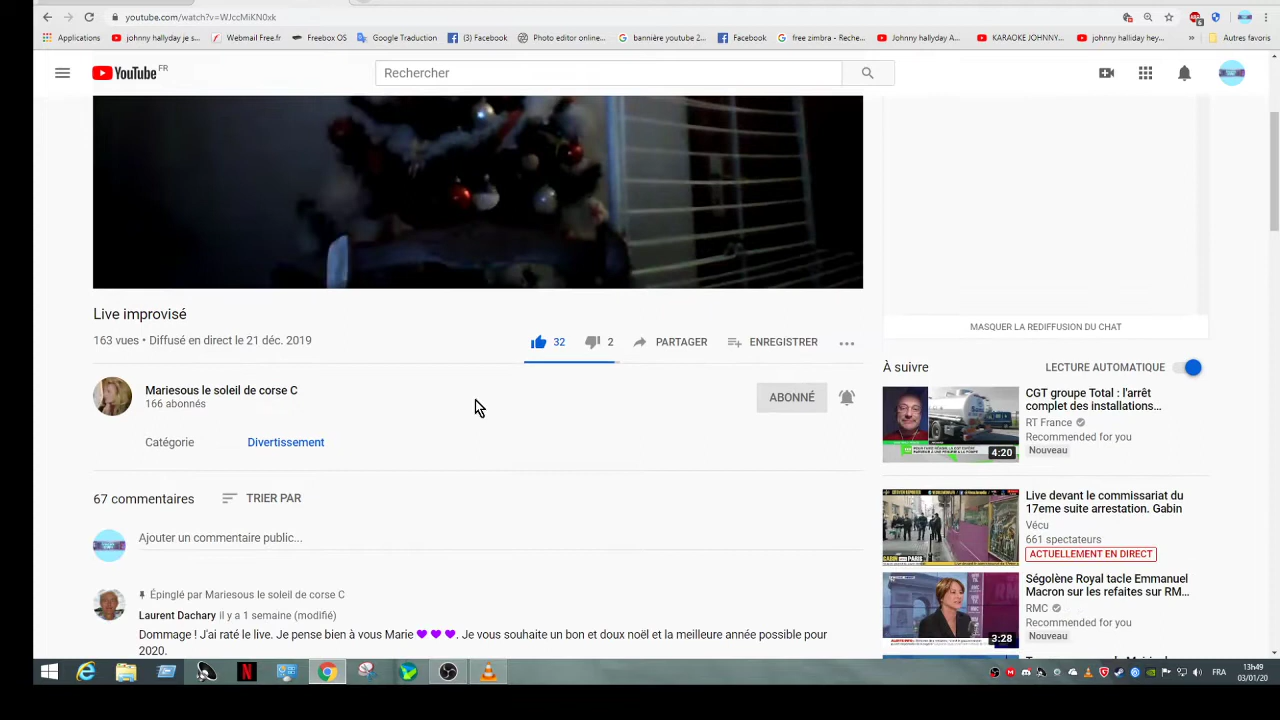 youtube.com/watch?v=WJccMiKN0xk
Applications
johnny hallyday je s...
Webmail Free.fr
Freebox OS
Google Traduction
(3) Facebook
Photo editor online...
bannière youtube 2...
Facebook
free zimbra - Reche...
Johnny hallyday A...
KARAOKE JOHNNY...
johnny hallyday hey...
»
Autres favoris
YouTube FR
Rechercher
Live improvisé
163 vues • Diffusé en direct le 21 déc. 2019
32
2
PARTAGER
ENREGISTRER
Mariesous le soleil de corse C
166 abonnés
ABONNÉ
Catégorie
Divertissement
67 commentaires
TRIER PAR
Ajouter un commentaire public...
Épinglé par Mariesous le soleil de corse C
Laurent Dachary il y a 1 semaine (modifié)
Dommage ! J'ai raté le live. Je pense bien à vous Marie 💜💜💜. Je vous souhaite un bon et doux noël et la meilleure année possible pour
2020.
MASQUER LA REDIFFUSION DU CHAT
À suivre
LECTURE AUTOMATIQUE
CGT groupe Total : l'arrêt
complet des installations...
RT France
Recommended for you
Nouveau
4:20
Live devant le commissariat du
17eme suite arrestation. Gabin
Vécu
661 spectateurs
ACTUELLEMENT EN DIRECT
Ségolène Royal tacle Emmanuel
Macron sur les refaites sur RM...
RMC
Recommended for you
Nouveau
3:28
FRA
13h49
03/01/20